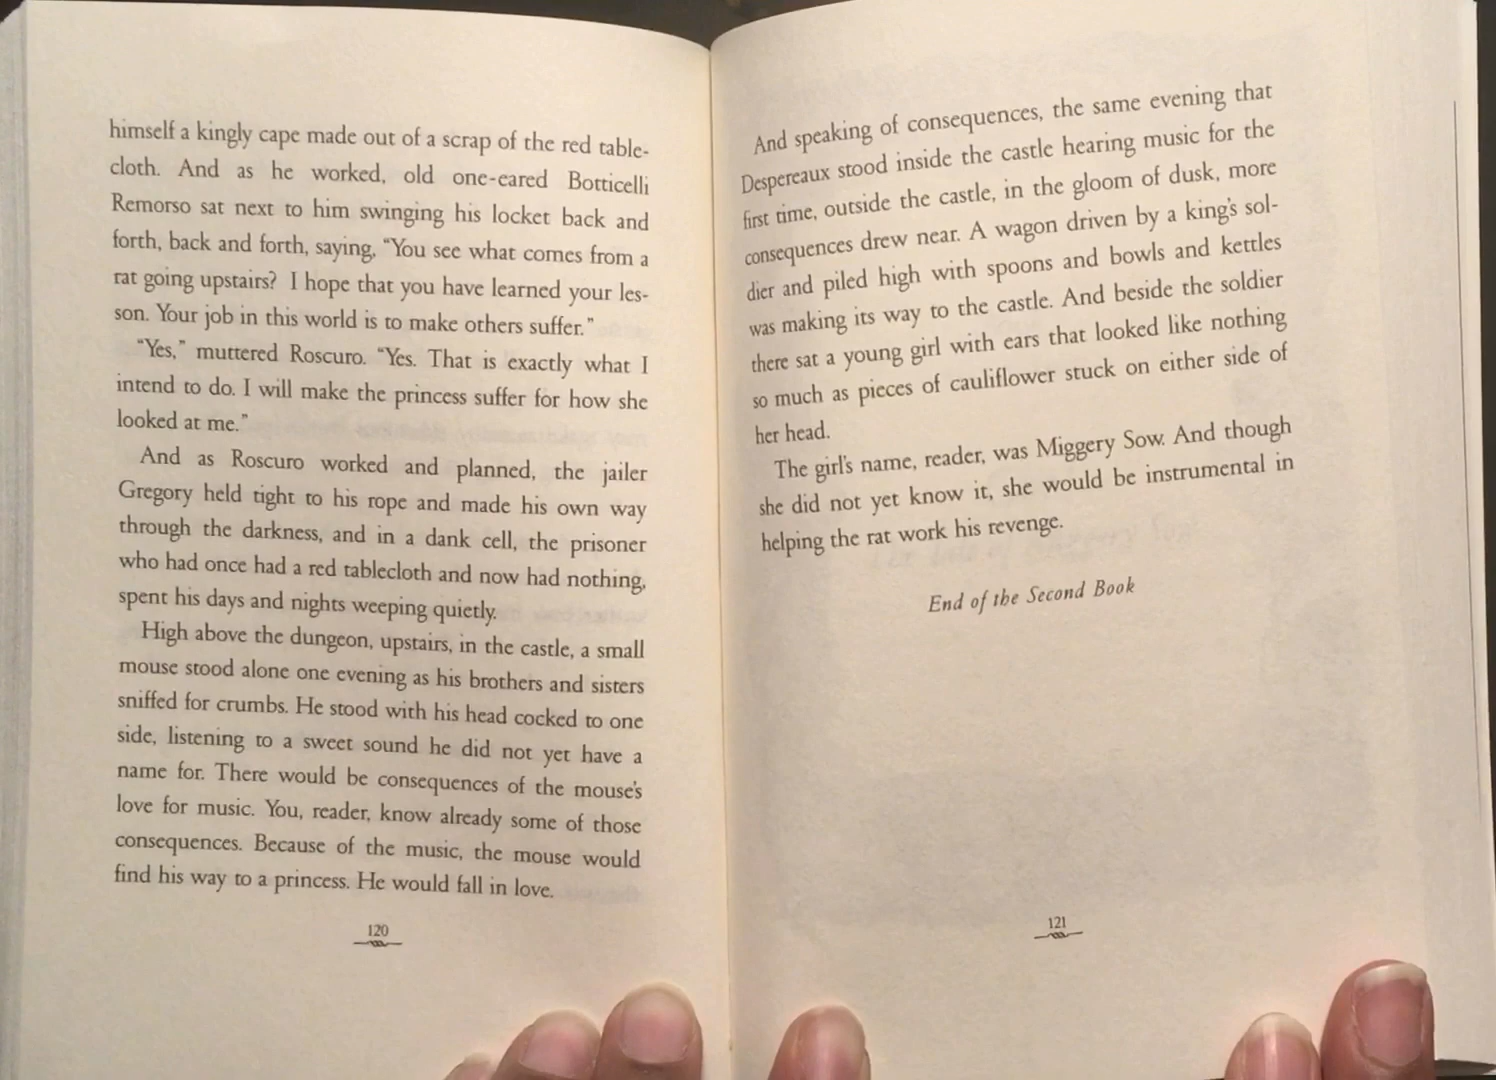 himself a kingly cape made out of a scrap of the red table-
cloth. And as he worked, old one-eared Botticelli
Remorso sat next to him swinging his locket back and
forth, back and forth, saying, “You see what comes from a
rat going upstairs? I hope that you have learned your les-
son. Your job in this world is to make others suffer.”
“Yes,” muttered Roscuro. “Yes. That is exactly what I
intend to do. I will make the princess suffer for how she
looked at me.”
And as Roscuro worked and planned, the jailer
Gregory held tight to his rope and made his own way
through the darkness, and in a dank cell, the prisoner
who had once had a red tablecloth and now had nothing,
spent his days and nights weeping quietly.
High above the dungeon, upstairs, in the castle, a small
mouse stood alone one evening as his brothers and sisters
sniffed for crumbs. He stood with his head cocked to one
side, listening to a sweet sound he did not yet have a
name for. There would be consequences of the mouse's
love for music. You, reader, know already some of those
consequences. Because of the music, the mouse would
find his way to a princess. He would fall in love.
120
And speaking of consequences, the same evening that
Despereaux stood inside the castle hearing music for the
first time, outside the castle, in the gloom of dusk, more
consequences drew near. A wagon driven by a king's sol-
dier and piled high with spoons and bowls and kettles
was making its way to the castle. And beside the soldier
there sat a young girl with ears that looked like nothing
so much as pieces of cauliflower stuck on either side of
her head.
The girl's name, reader, was Miggery Sow. And though
she did not yet know it, she would be instrumental in
helping the rat work his revenge.
End of the Second Book
121